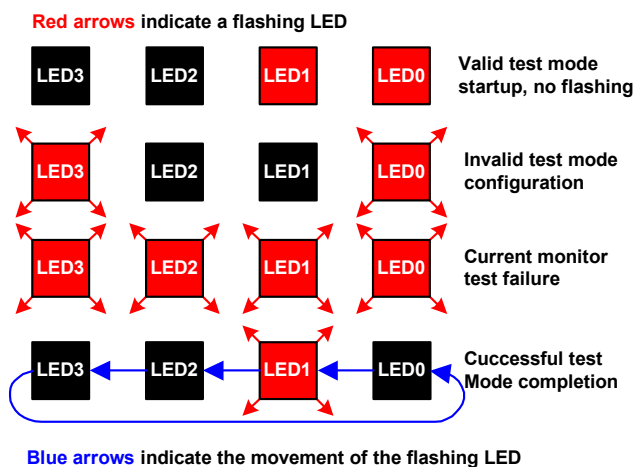 Red arrows indicate a flashing LED
LED3 LED2 LED1 LED0 Valid test mode
startup, no flashing
LED3 LED2 LED1 LED0 Invalid test mode
configuration
LED3 LED2 LED1 LED0 Current monitor
test failure
LED3 LED2 LED1 LED0 Cuccessful test
Mode completion
Blue arrows indicate the movement of the flashing LED